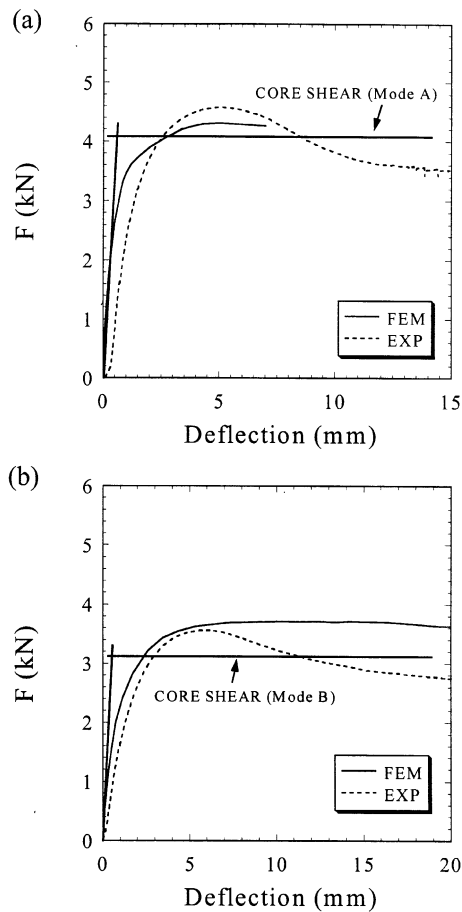 (a)
6
5
4
3
2
1
0
F (kN)
CORE SHEAR (Mode A)
FEM
EXP
0 5 10 15
Deflection (mm)
(b)
6
5
4
3
2
1
0
F (kN)
CORE SHEAR (Mode B)
FEM
EXP
0 5 10 15 20
Deflection (mm)